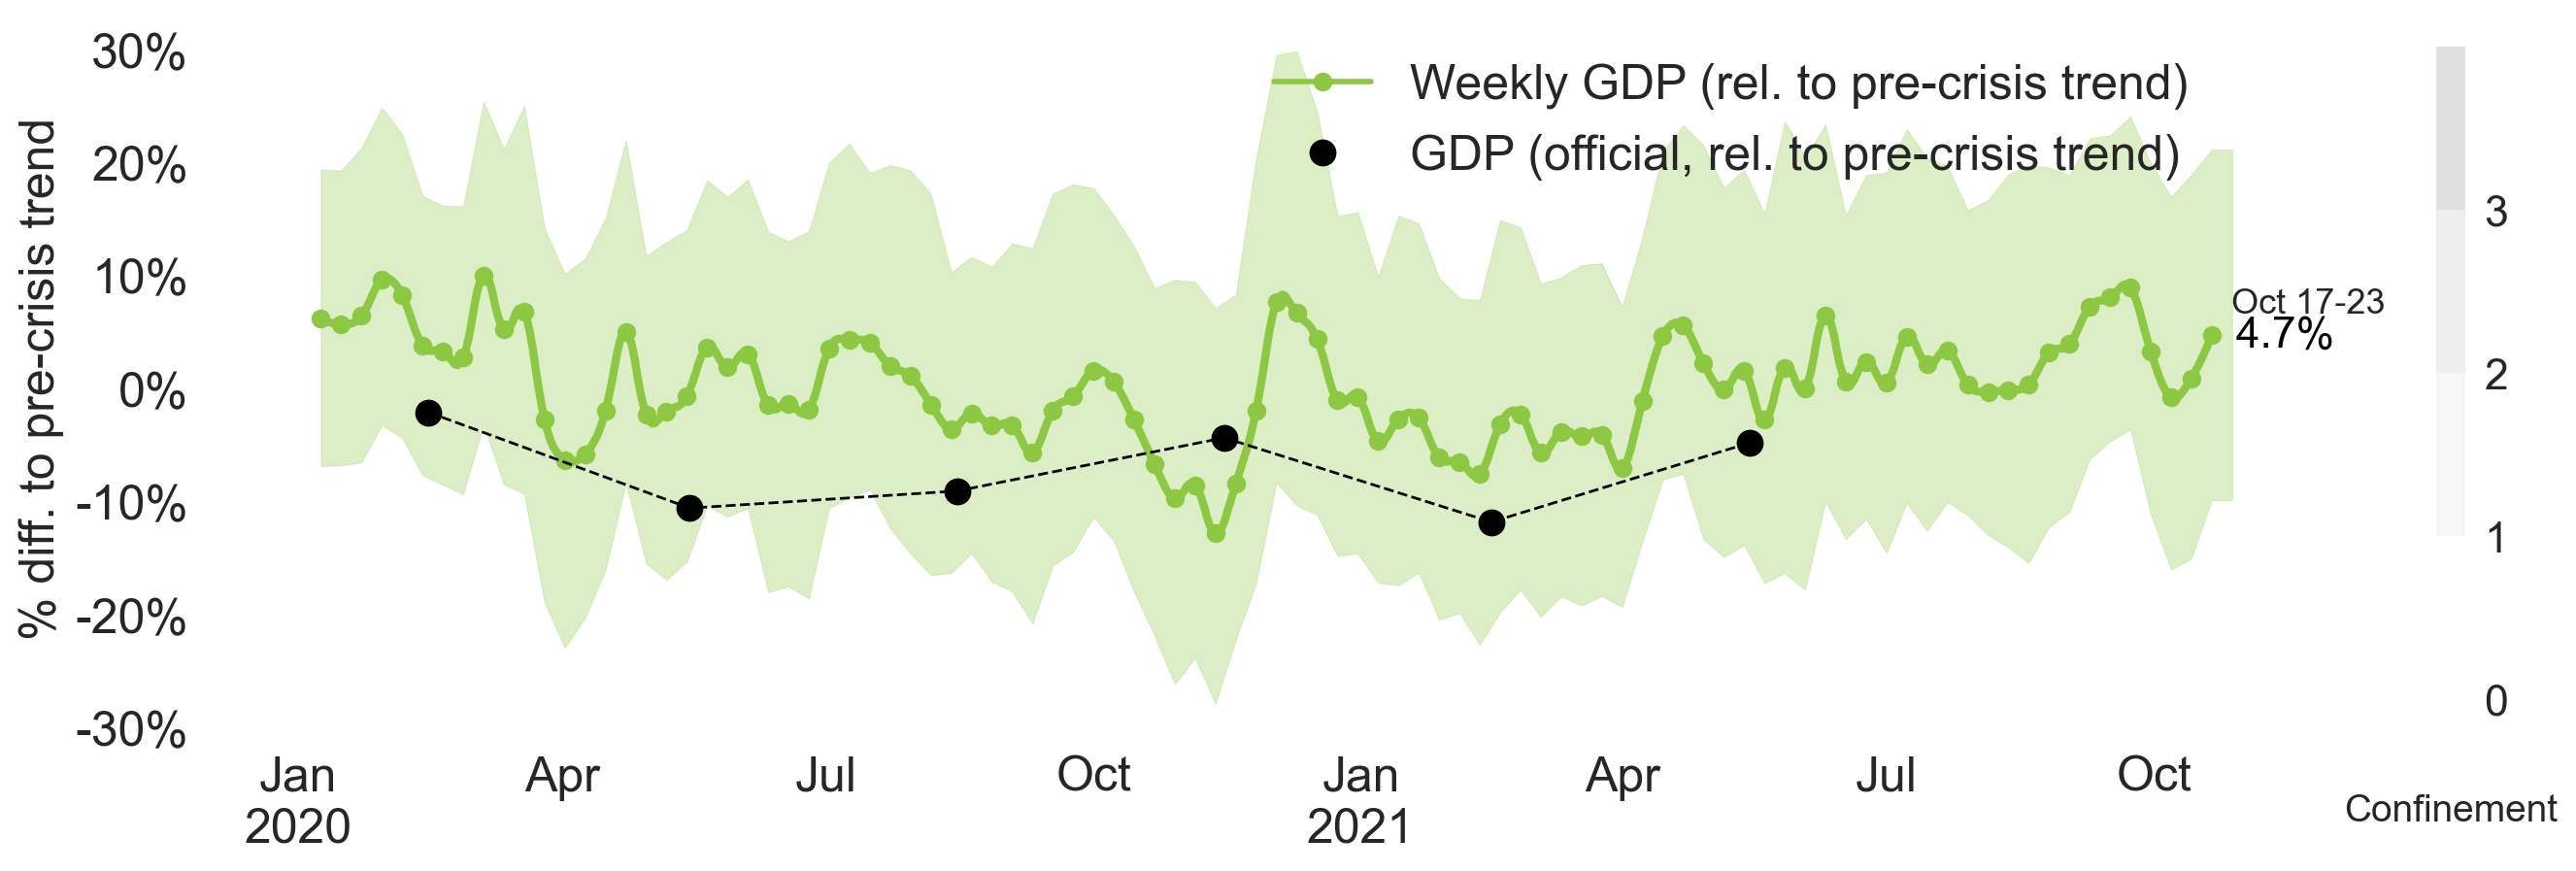 % diff. to pre-crisis trend
30%
20%
10%
0%
-10%
-20%
-30%
Weekly GDP (rel. to pre-crisis trend)
GDP (official, rel. to pre-crisis trend)
Oct 17-23
4.7%
3
2
1
0
Confinement
Jan
2020
Apr
Jul
Oct
Jan
2021
Apr
Jul
Oct